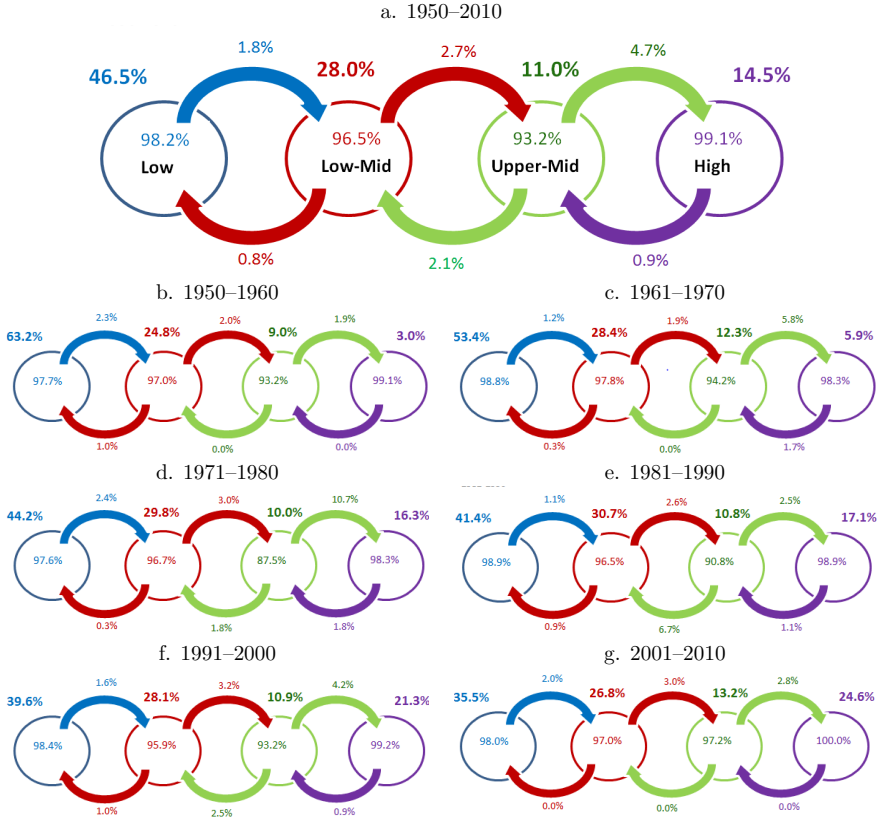 a. 1950–2010
1.8% 2.7% 4.7%
46.5% 28.0% 11.0% 14.5%
98.2% 96.5% 93.2% 99.1%
Low Low-Mid Upper-Mid High
0.8% 2.1% 0.9%
b. 1950–1960
2.3% 2.0% 1.9%
63.2% 24.8% 9.0% 3.0%
97.7% 97.0% 93.2% 99.1%
1.0% 0.0% 0.0%
c. 1961–1970
1.2% 1.9% 5.8%
53.4% 28.4% 12.3% 5.9%
98.8% 97.8% 94.2% 98.3%
0.3% 0.0% 1.7%
d. 1971–1980
2.4% 3.0% 10.7%
44.2% 29.8% 10.0% 16.3%
97.6% 96.7% 87.5% 98.3%
0.3% 1.8% 1.8%
e. 1981–1990
1.1% 2.6% 2.5%
41.4% 30.7% 10.8% 17.1%
98.9% 96.5% 90.8% 98.9%
0.9% 6.7% 1.1%
f. 1991–2000
1.6% 3.2% 4.2%
39.6% 28.1% 10.9% 21.3%
98.4% 95.9% 93.2% 99.2%
1.0% 2.5% 0.9%
g. 2001–2010
2.0% 3.0% 2.8%
35.5% 26.8% 13.2% 24.6%
98.0% 97.0% 97.2% 100.0%
0.0% 0.0% 0.0%